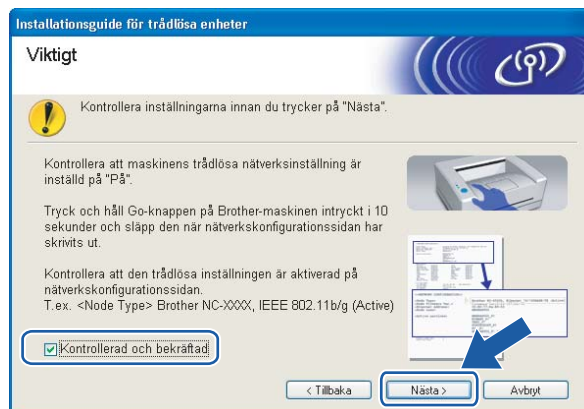 Installationsguide för trådlösa enheter
Viktigt
Kontrollera inställningarna innan du trycker på "Nästa".
Kontrollera att maskinens trådlösa nätverksinställning är
inställd på "På".
Tryck och håll Go-knappen på Brother-maskinen intryckt i 10
sekunder och släpp den när nätverkskonfigurationssidan har
skrivits ut.
Kontrollera att den trådlösa inställningen är aktiverad på
nätverkskonfigurationssidan.
T.ex. <Node Type> Brother NC-XXXX, IEEE 802.11b/g (Active)
Kontrollerad och bekräftad
< Tillbaka
Nästa >
Avbryt